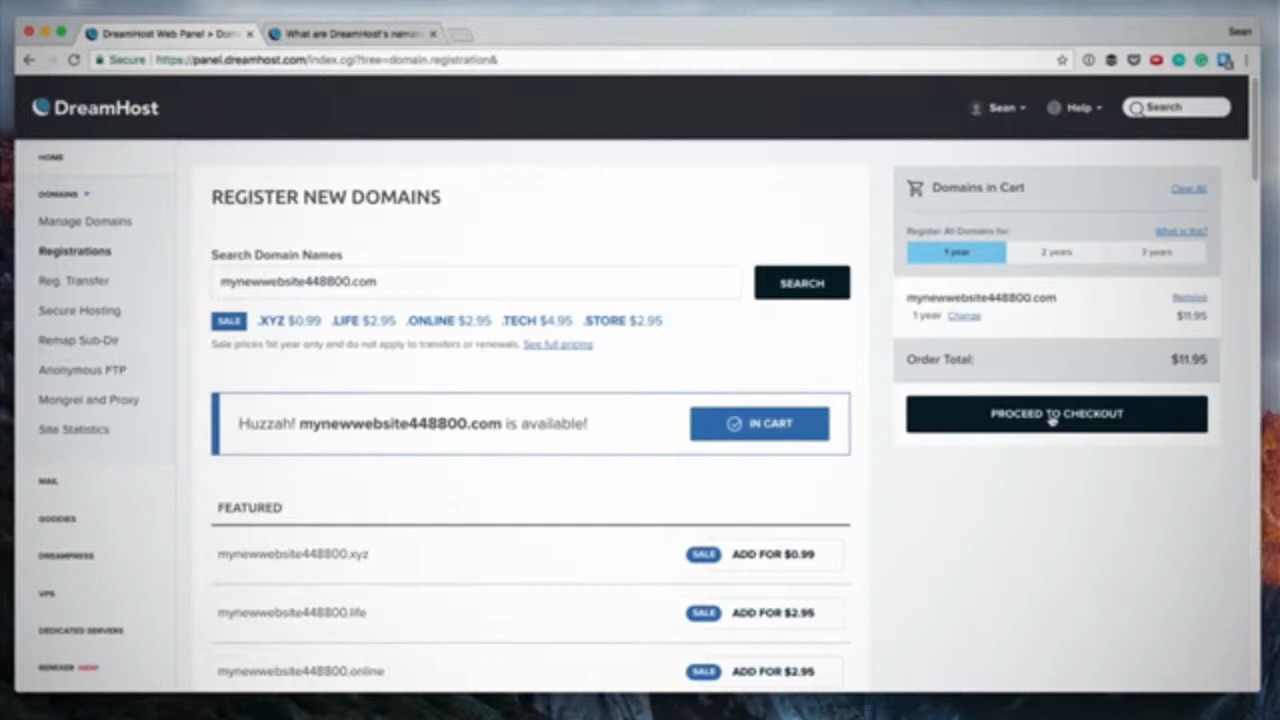 DreamHost Web Panel > Dom
What are DreamHost's names
Sean
Secure
https://panel.dreamhost.com/index.cgi?tree=domain.registration&
DreamHost
Sean
Help
Search
HOME
DOMAINS
Manage Domains
Registrations
Reg. Transfer
Secure Hosting
Remap Sub-Dir
Anonymous FTP
Mongrel and Proxy
Site Statistics
MAIL
GOODIES
DREAMPRESS
VPS
DEDICATED SERVERS
REMIXER NEW!
REGISTER NEW DOMAINS
Search Domain Names
mynewwebsite448800.com
SEARCH
SALE .XYZ $0.99 .LIFE $2.95 .ONLINE $2.95 .TECH $4.95 .STORE $2.95
Sale prices 1st year only and do not apply to transfers or renewals. See full pricing
Huzzah! mynewwebsite448800.com is available!
IN CART
FEATURED
mynewwebsite448800.xyz
SALE ADD FOR $0.99
mynewwebsite448800.life
SALE ADD FOR $2.95
mynewwebsite448800.online
SALE ADD FOR $2.95
Domains in Cart
Clear All
Register All Domains for:
What is this?
1 year
2 years
3 years
mynewwebsite448800.com
Remove
1 year Change
$11.95
Order Total:
$11.95
PROCEED TO CHECKOUT